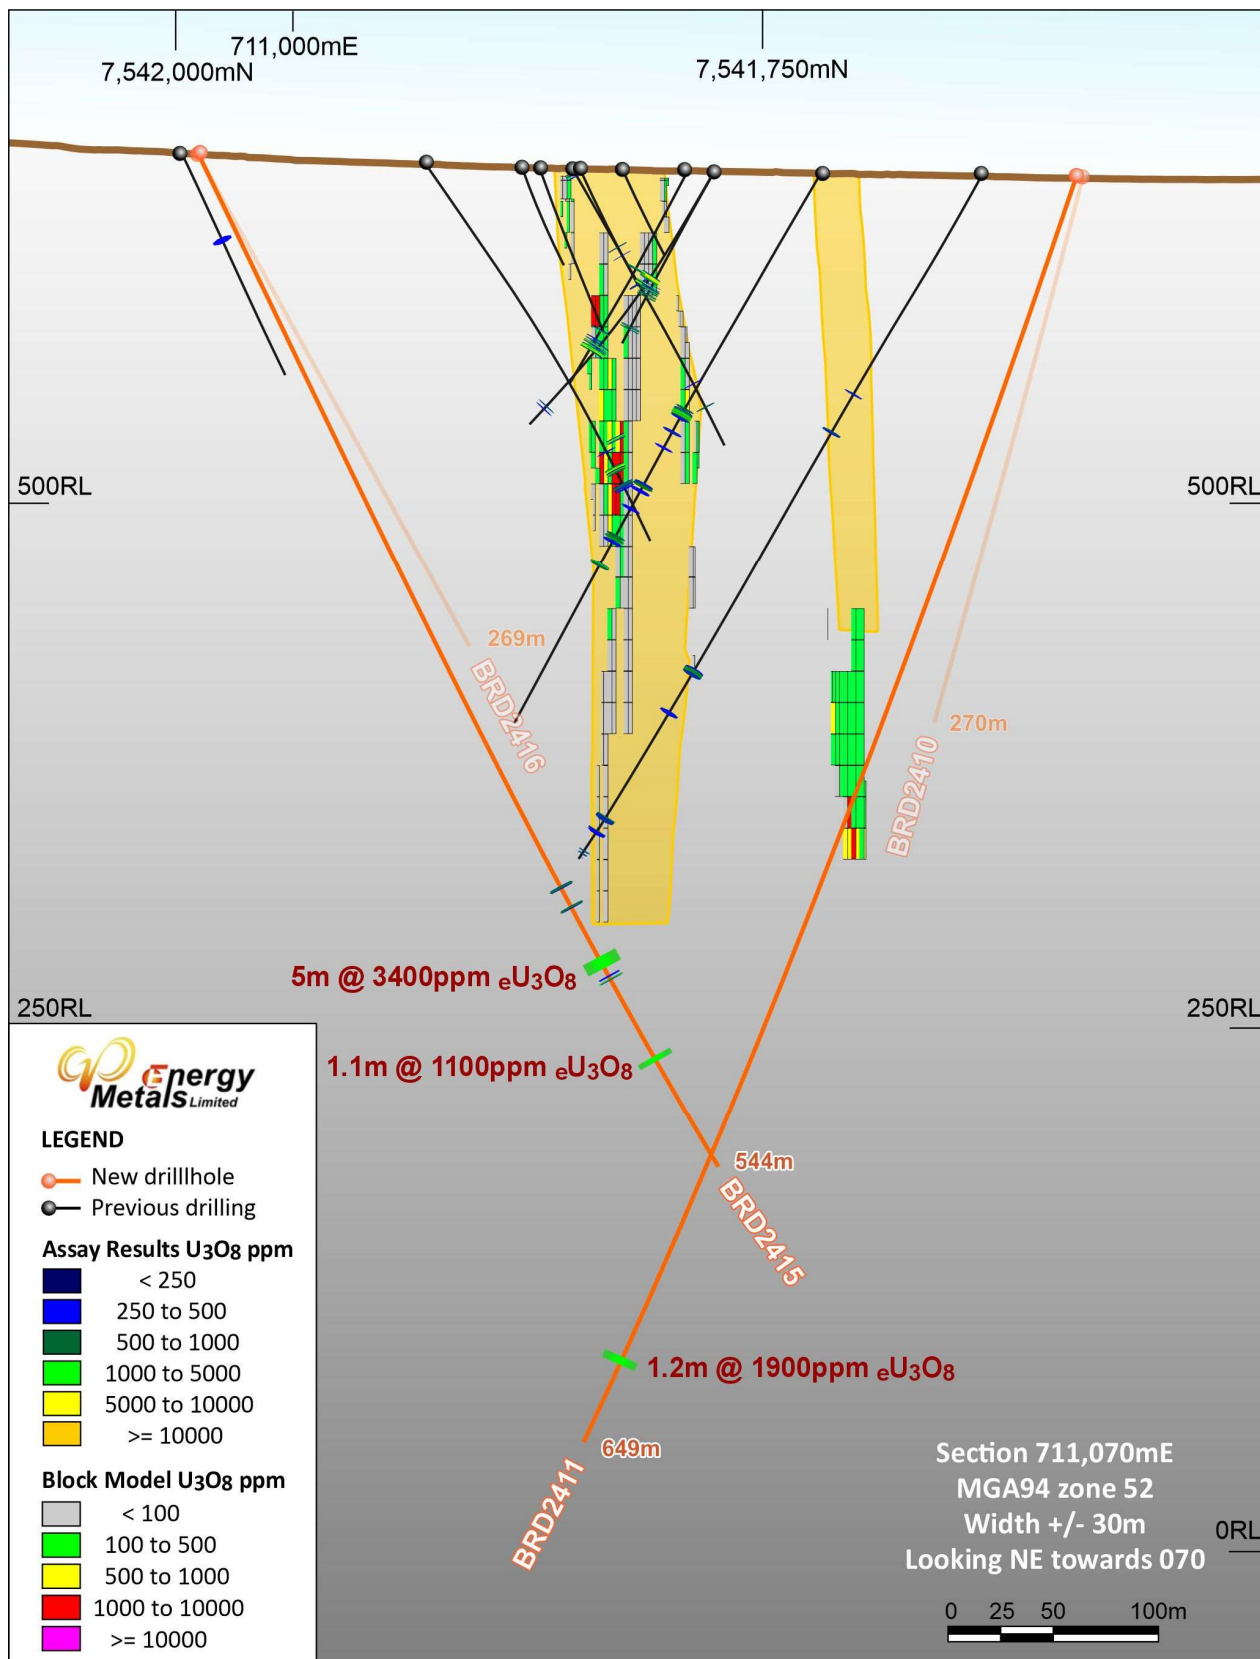 711,000mE
7,542,000mN
7,541,750mN
500RL
500RL
269m
BRD2416
270m
BRD2410
5m @ 3400ppm eU3O8
250RL
250RL
1.1m @ 1100ppm eU3O8
544m
BRD2415
1.2m @ 1900ppm eU3O8
649m
BRD2411
Energy
Metals Limited
LEGEND
New drilllhole
Previous drilling
Assay Results U3O8 ppm
< 250
250 to 500
500 to 1000
1000 to 5000
5000 to 10000
>= 10000
Block Model U3O8 ppm
< 100
100 to 500
500 to 1000
1000 to 10000
>= 10000
Section 711,070mE
MGA94 zone 52
Width +/- 30m
Looking NE towards 070
0RL
0 25 50 100m